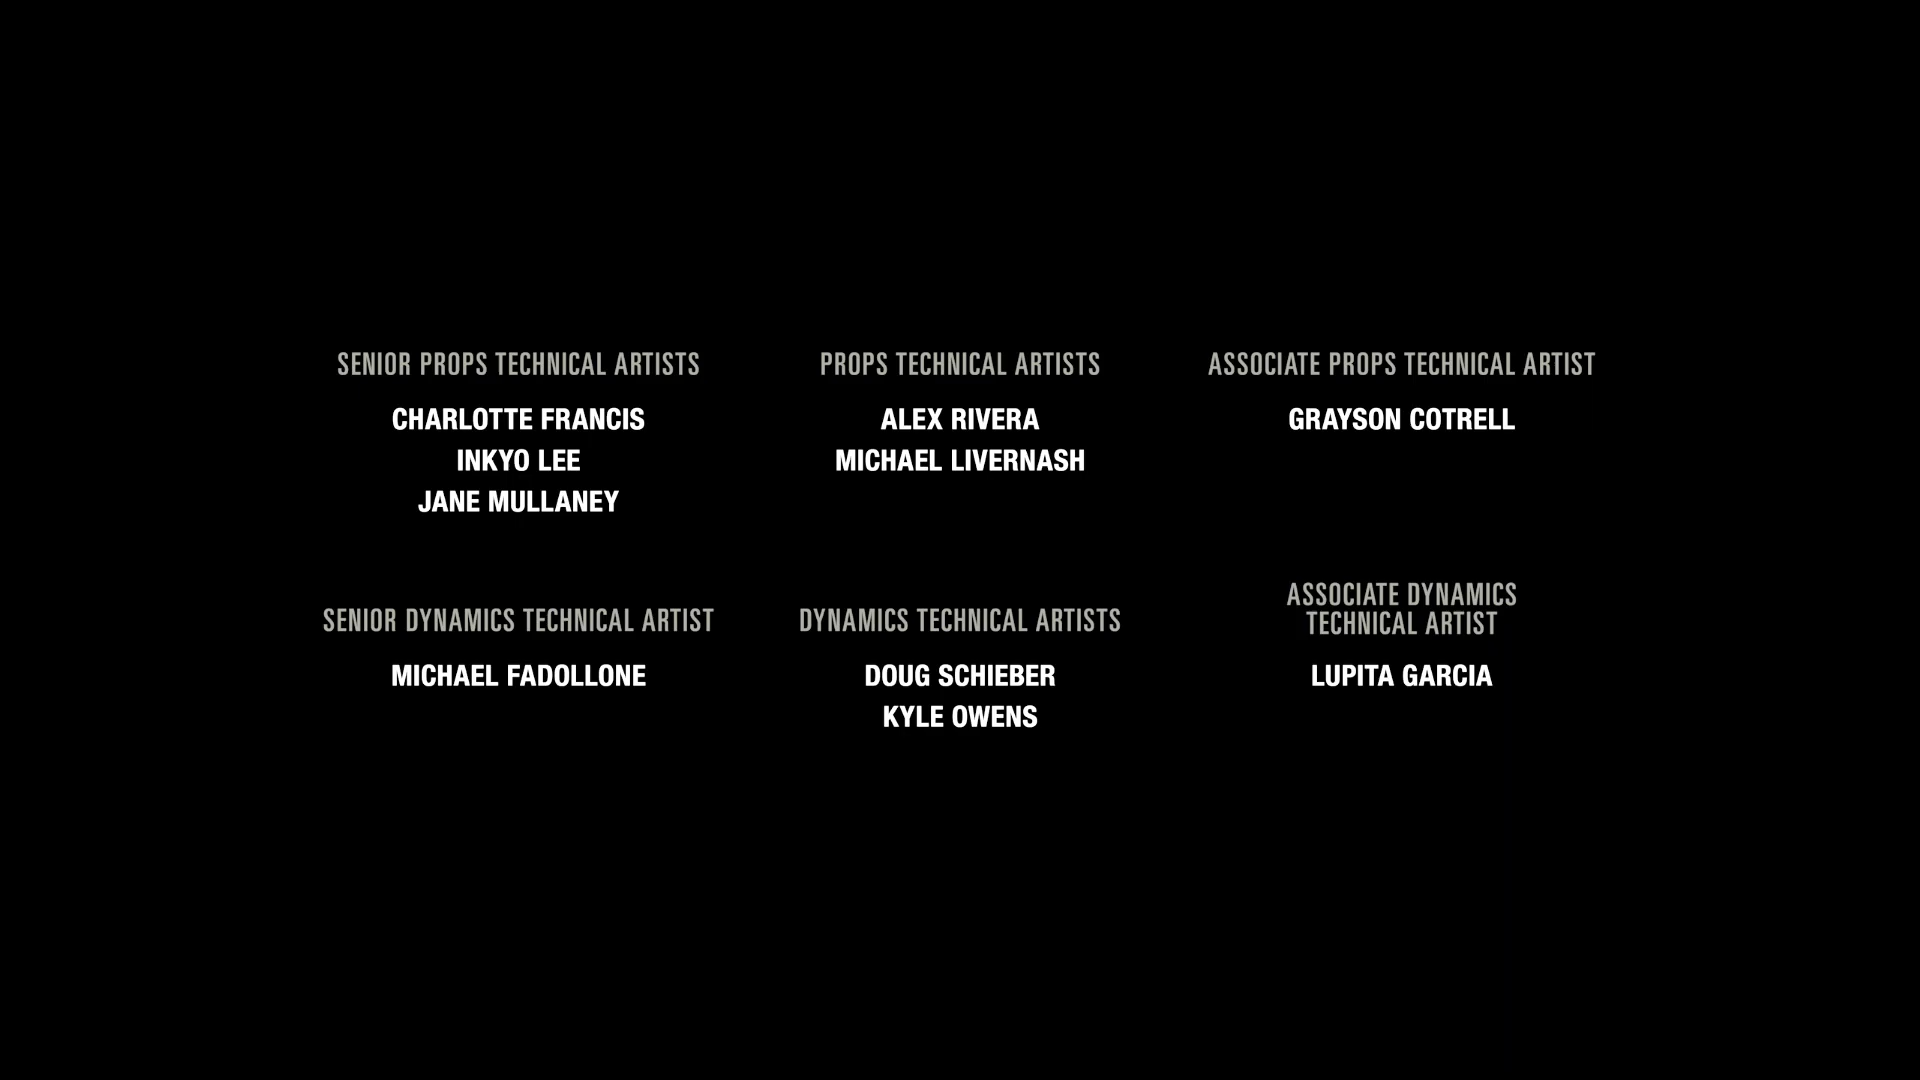 SENIOR PROPS TECHNICAL ARTISTS
CHARLOTTE FRANCIS
INKYO LEE
JANE MULLANEY
PROPS TECHNICAL ARTISTS
ALEX RIVERA
MICHAEL LIVERNASH
ASSOCIATE PROPS TECHNICAL ARTIST
GRAYSON COTRELL
SENIOR DYNAMICS TECHNICAL ARTIST
MICHAEL FADOLLONE
DYNAMICS TECHNICAL ARTISTS
DOUG SCHIEBER
KYLE OWENS
ASSOCIATE DYNAMICS
TECHNICAL ARTIST
LUPITA GARCIA